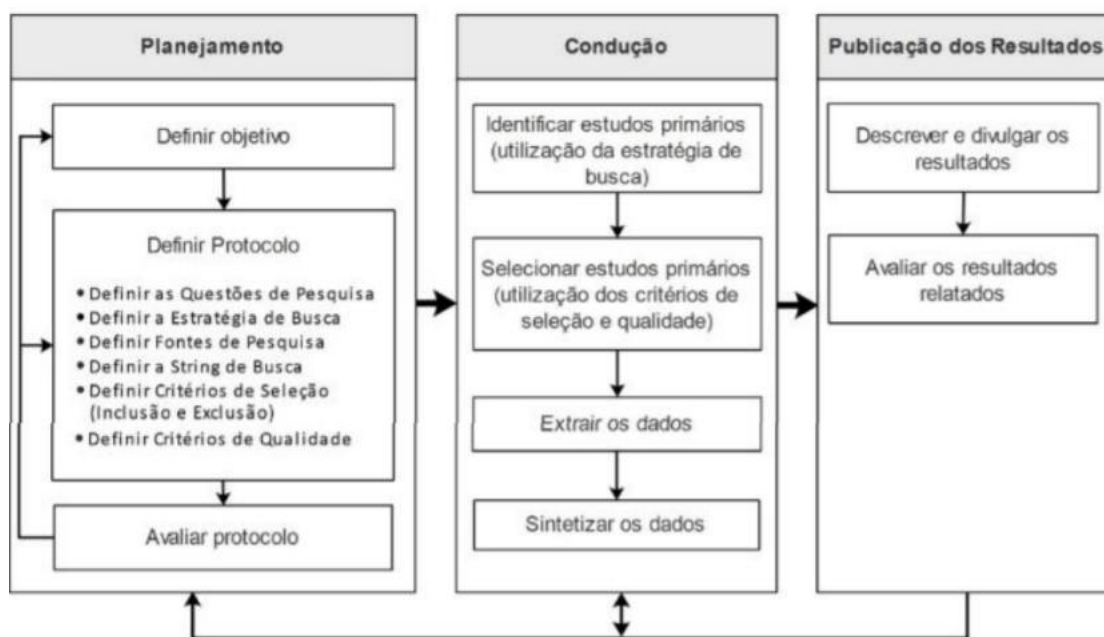 Planejamento
Definir objetivo
Definir Protocolo
• Definir as Questões de Pesquisa
• Definir a Estratégia de Busca
• Definir Fontes de Pesquisa
• Definir a String de Busca
• Definir Critérios de Seleção
(Inclusão e Exclusão)
• Definir Critérios de Qualidade
Avaliar protocolo
Condução
Identificar estudos primários
(utilização da estratégia de
busca)
Selecionar estudos primários
(utilização dos critérios de
seleção e qualidade)
Extrair os dados
Sintetizar os dados
Publicação dos Resultados
Descrever e divulgar os
resultados
Avaliar os resultados
relatados